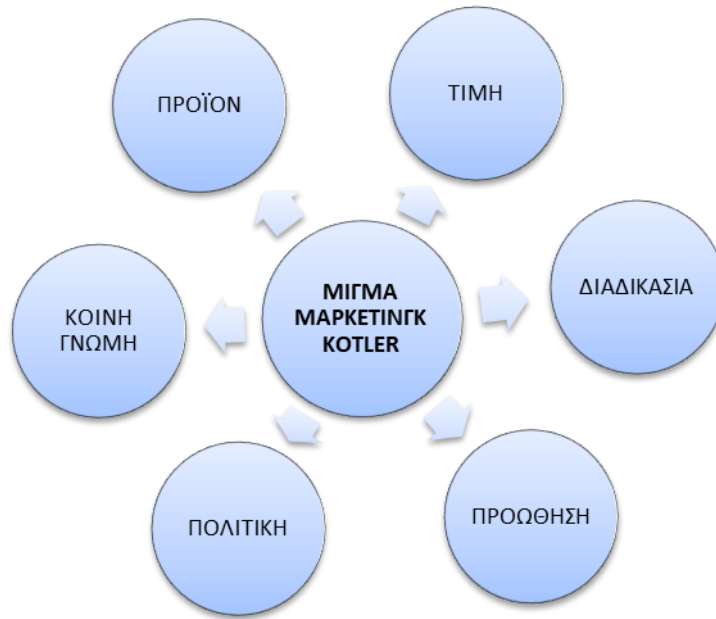 ΠΡΟΪΟΝ
ΤΙΜΗ
ΔΙΑΔΙΚΑΣΙΑ
ΠΡΟΩΘΗΣΗ
ΠΟΛΙΤΙΚΗ
ΚΟΙΝΗ
ΓΝΩΜΗ
ΜΙΓΜΑ
ΜΑΡΚΕΤΙΝΓΚ
KOTLER